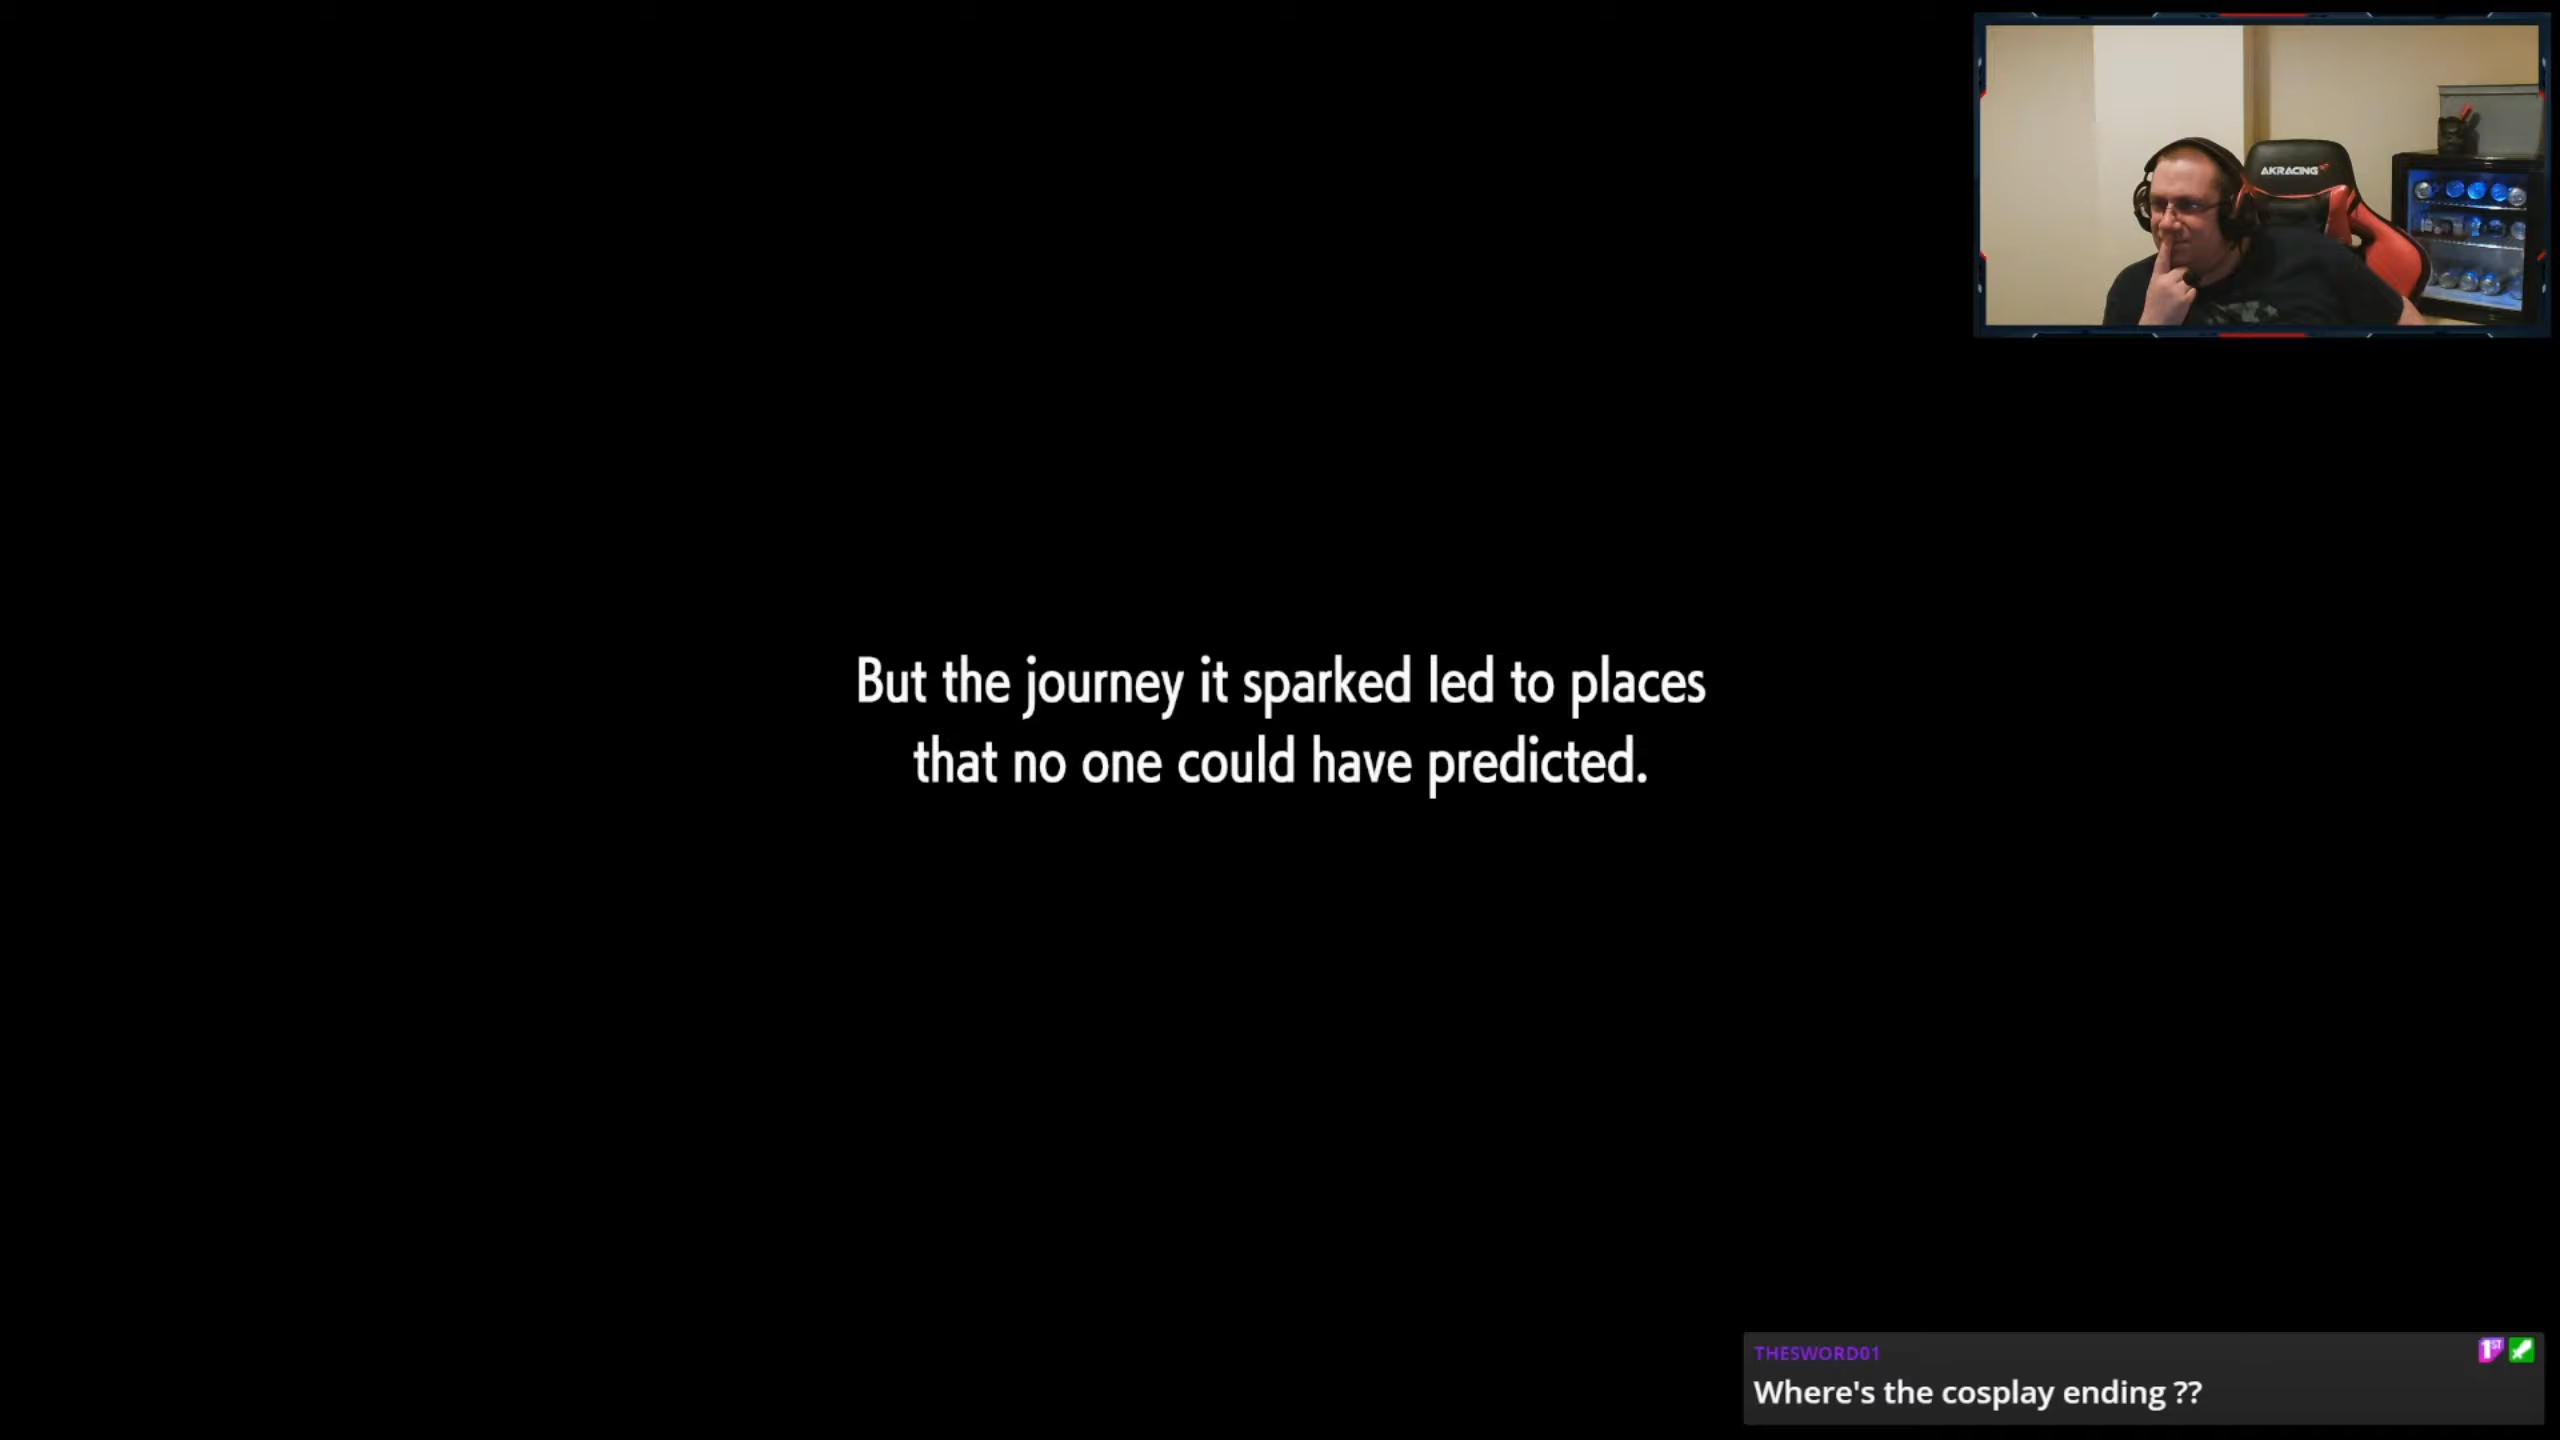 AKRACING
But the journey it sparked led to places
that no one could have predicted.
THESWORD01
1ST
Where's the cosplay ending ??